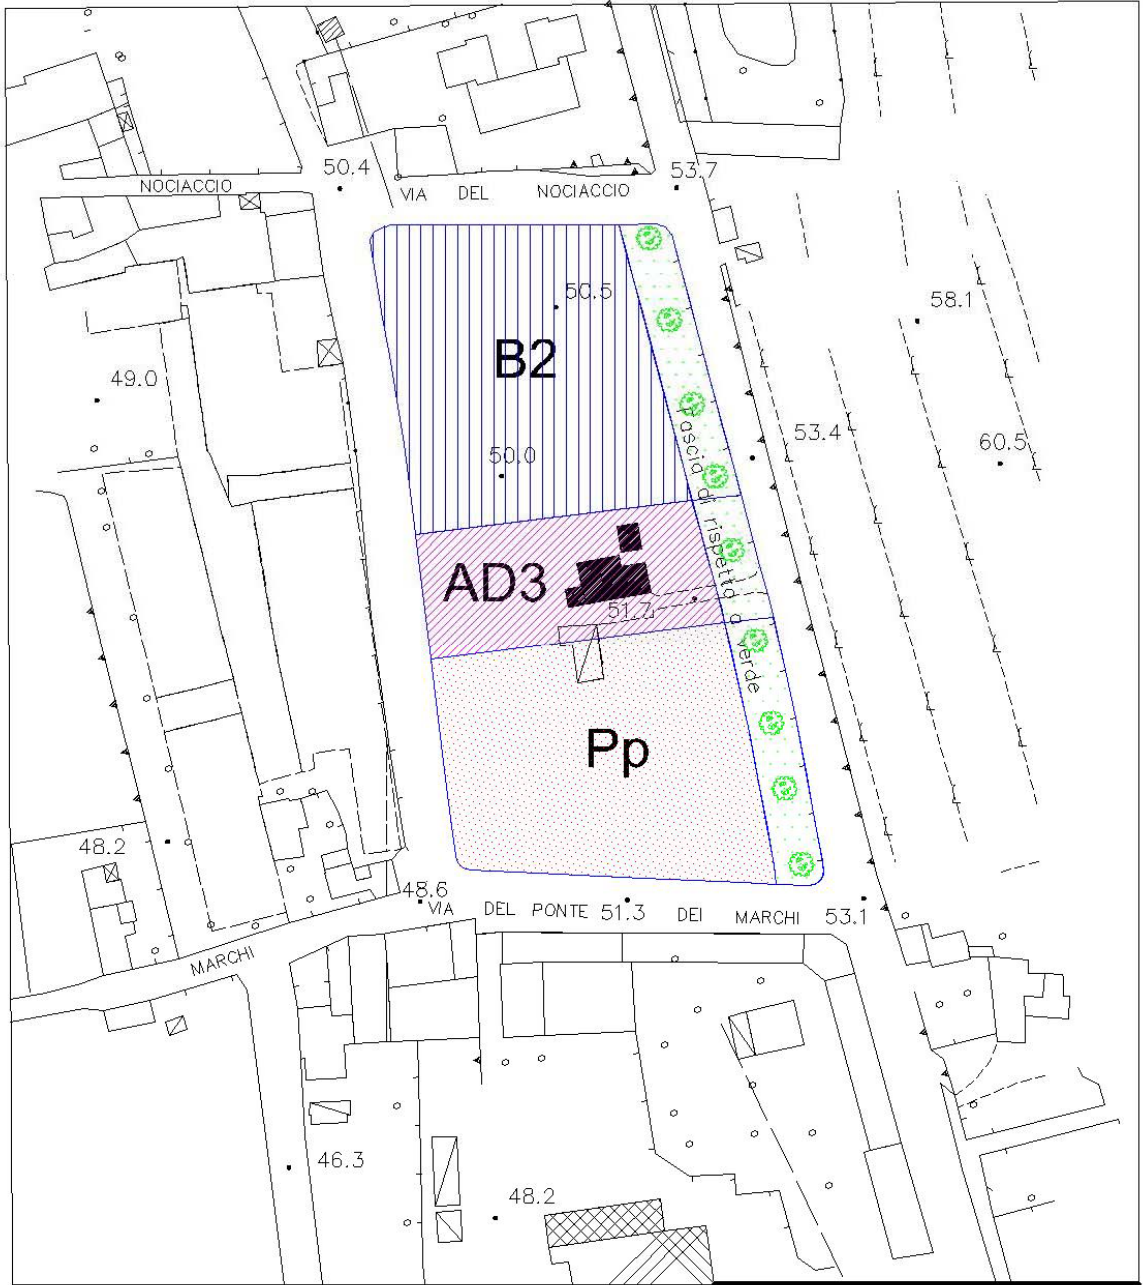 50.4
53.7
NOCIACCIO
VIA DEL NOCIACCIO
50.5
58.1
B2
49.0
53.4
60.5
50.0
Fascia di rispetto a verde
AD3
51.7
Pp
48.2
48.6
VIA DEL PONTE 51.3 DEI MARCHI 53.1
MARCHI
46.3
48.2